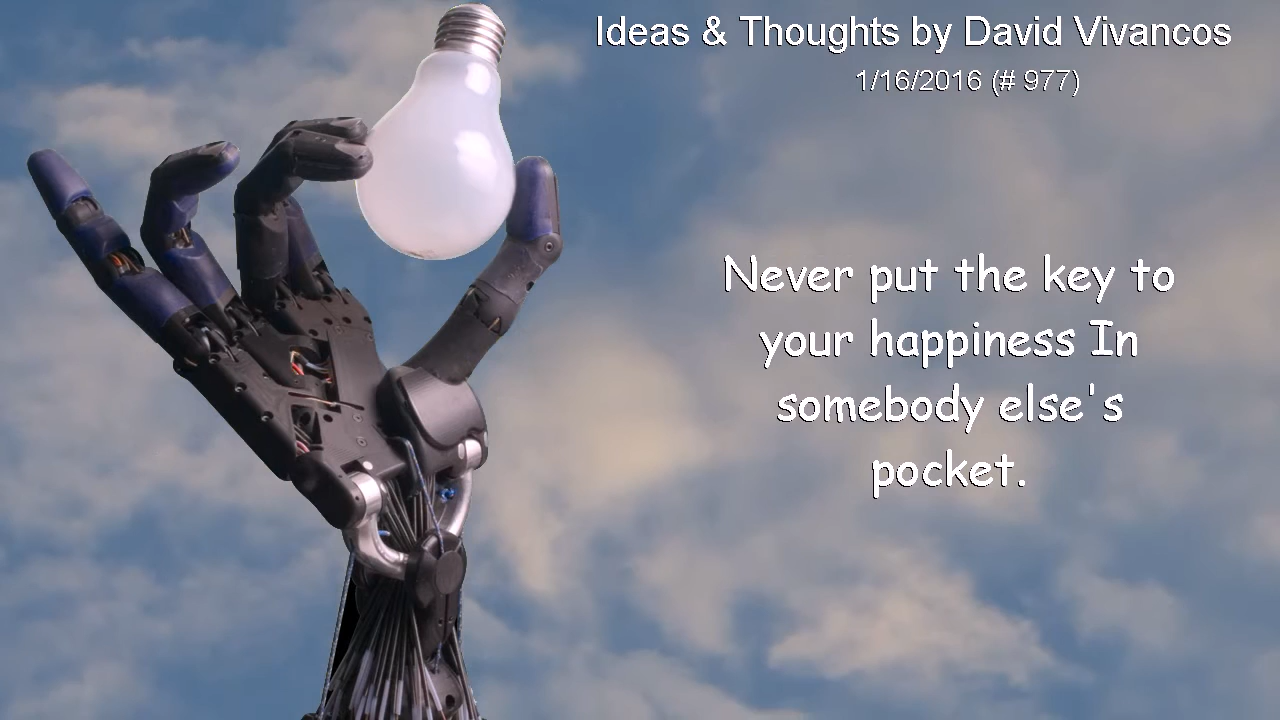 Ideas & Thoughts by David Vivancos
1/16/2016 (# 977)
Never put the key to
your happiness In
somebody else's
pocket.